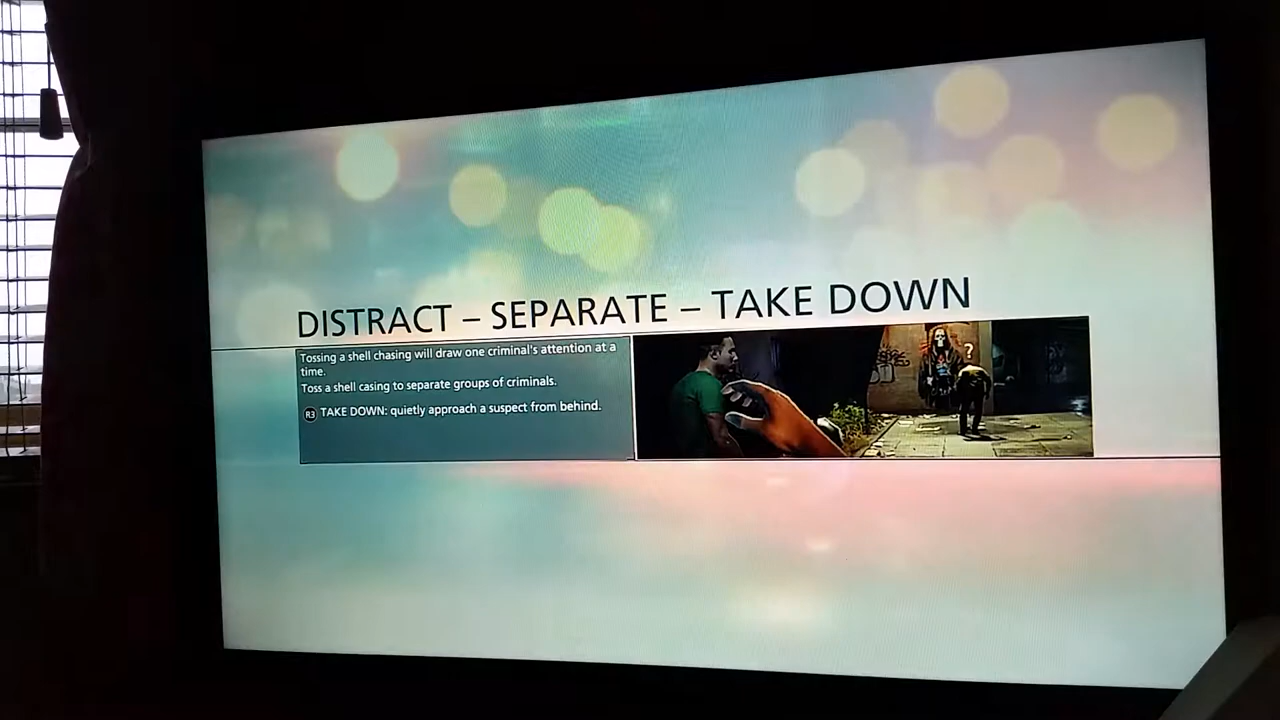 DISTRACT – SEPARATE – TAKE DOWN
Tossing a shell chasing will draw one criminal's attention at a
time.
Toss a shell casing to separate groups of criminals.
R3 TAKE DOWN: quietly approach a suspect from behind.
?